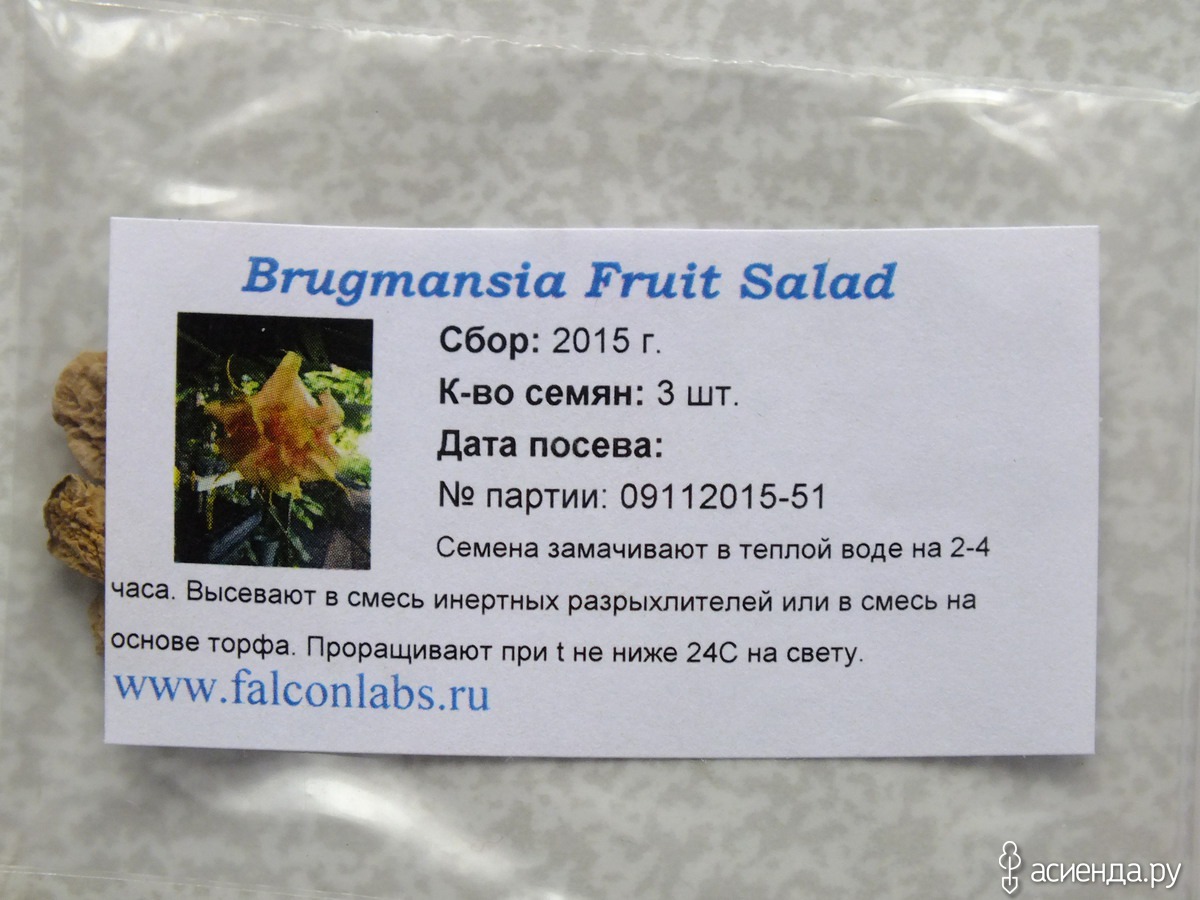 Brugmansia Fruit Salad
Сбор: 2015 г.
К-во семян: 3 шт.
Дата посева:
№ партии: 09112015-51
Семена замачивают в теплой воде на 2-4
часа. Высевают в смесь инертных разрыхлителей или в смесь на
основе торфа. Проращивают при t не ниже 24С на свету.
www.falconlabs.ru
асиенда.ру